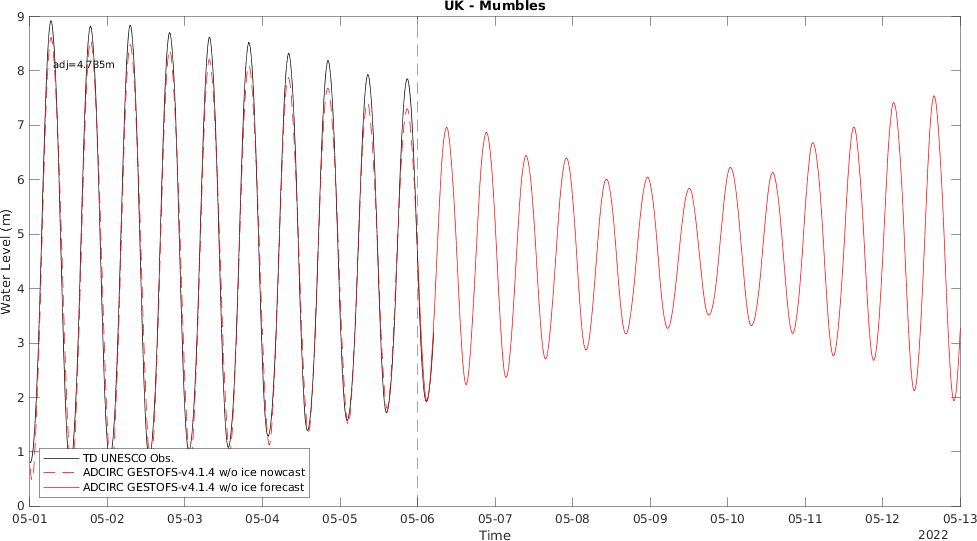 UK - Mumbles
9
8
7
6
5
4
3
2
1
0
Water Level (m)
adj=4.735m
TD UNESCO Obs.
ADCIRC GESTOFS-v4.1.4 w/o ice nowcast
ADCIRC GESTOFS-v4.1.4 w/o ice forecast
05-01 05-02 05-03 05-04 05-05 05-06 05-07 05-08 05-09 05-10 05-11 05-12 05-13
Time
2022